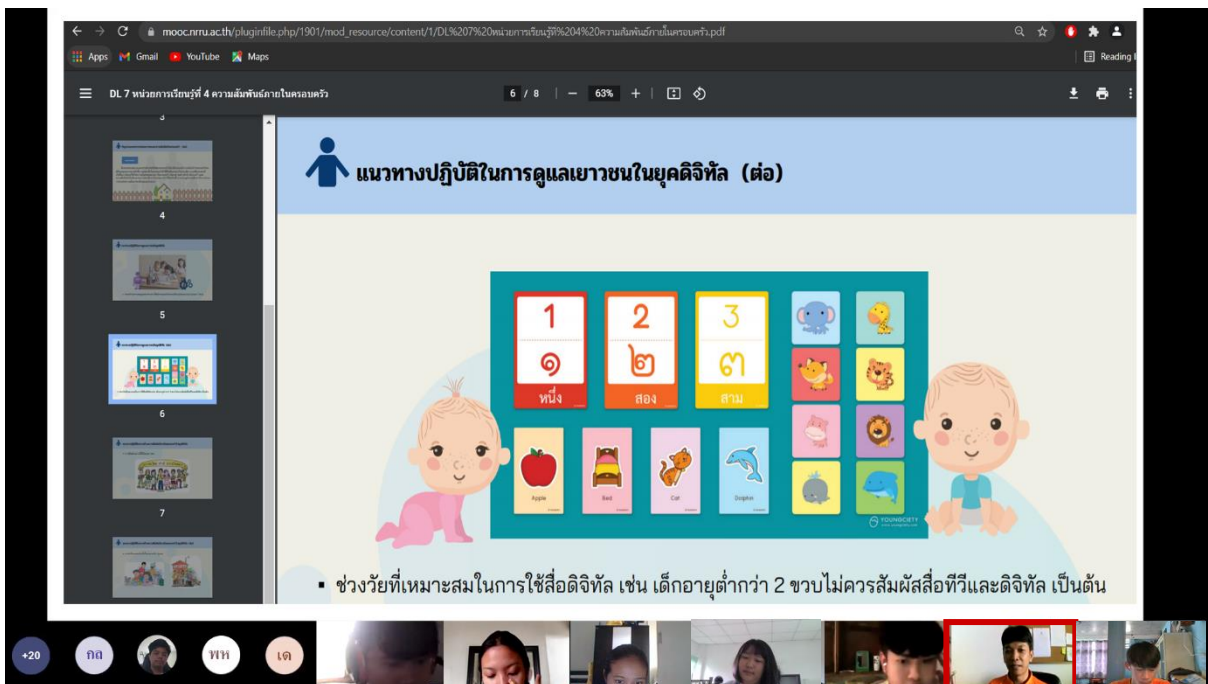 mooc.nrru.ac.th/pluginfile.php/1901/mod_resource/content/1/DL%207%20หน่วยการเรียนรู้ที่%204%20ความสัมพันธ์ภายในครอบครัว.pdf
Apps Gmail YouTube Maps Reading
DL 7 หน่วยการเรียนรู้ที่ 4 ความสัมพันธ์ภายในครอบครัว 6 / 8 63%
3
4
5
6
7
แนวทางปฏิบัติในการดูแลเยาวชนในยุคดิจิทัล (ต่อ)
1 2 3
๑ ๒ ๓
หนึ่ง สอง สาม
Apple Bed Cat Dolphin
YOUNGCIETY
▪ ช่วงวัยที่เหมาะสมในการใช้สื่อดิจิทัล เช่น เด็กอายุต่ำกว่า 2 ขวบไม่ควรสัมผัสสื่อทีวีและดิจิทัล เป็นต้น
+20 กล พห เด